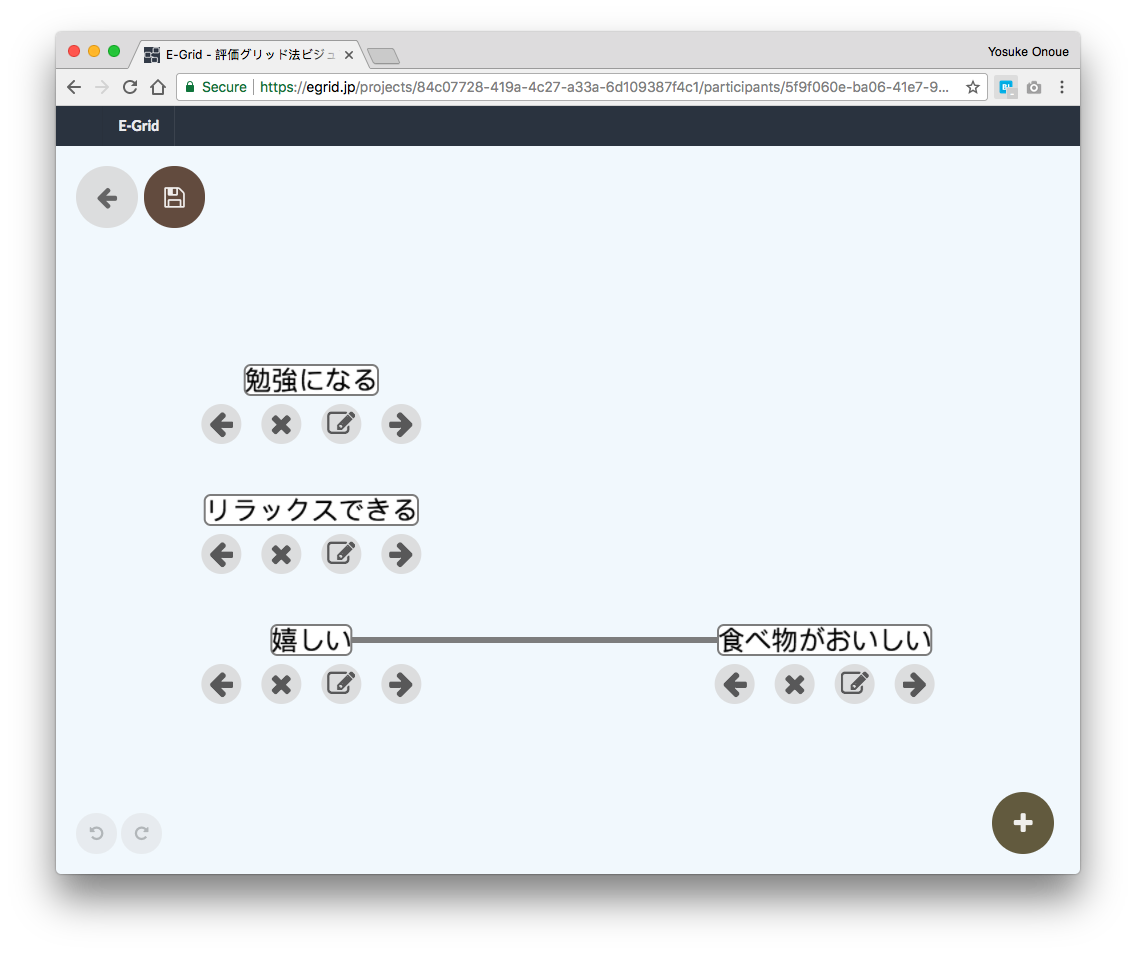 E-Grid - 評価グリッド法ビジュ
Yosuke Onoue
Secure https://egrid.jp/projects/84c07728-419a-4c27-a33a-6d109387f4c1/participants/5f9f060e-ba06-41e7-9...
E-Grid
勉強になる
リラックスできる
嬉しい 食べ物がおいしい